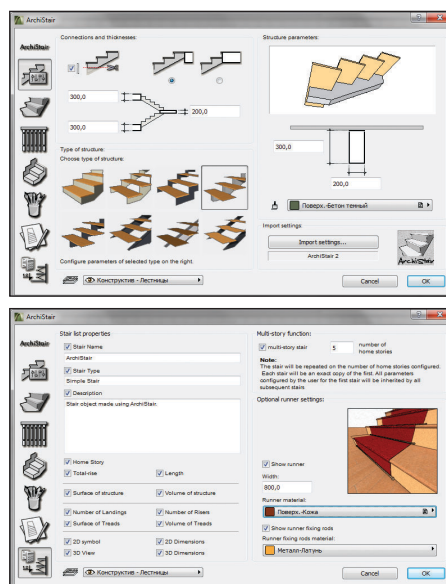 ArchiStair
ArchiStair
Connections and thicknesses:
300,0
200,0
300,0
Type of structure:
Choose type of structure:
Configure parameters of selected type on the right.
Конструктив - Лестницы
Structure parameters:
300,0
200,0
Поверх.-Бетон темный
Import settings:
Import settings...
ArchiStair 2
ArchiStair
Cancel
OK
ArchiStair
ArchiStair
Stair list properties
Stair Name
ArchiStair
Stair Type
Simple Stair
Description
Stair object made using ArchiStair.
Home Story
Total-rise
Length
Surface of structure
Volume of structure
Number of Landings
Number of Risers
Surface of Treads
Volume of Treads
2D symbol
2D Dimensions
3D View
3D Dimensions
Конструктив - Лестницы
Multi-story function:
multi-story stair
5
number of
home stories
Note:
The stair will be repeated on the number of home stories configured.
Each stair will be an exact copy of the first. All parameters
configured by the user for the first stair will be inherited by all
subsequent stairs
Optional runner settings:
Show runner
Width:
800,0
Runner material:
Поверх.-Кожа
Show runner fixing rods
Runner fixing rods material:
Металл-Латунь
Cancel
OK